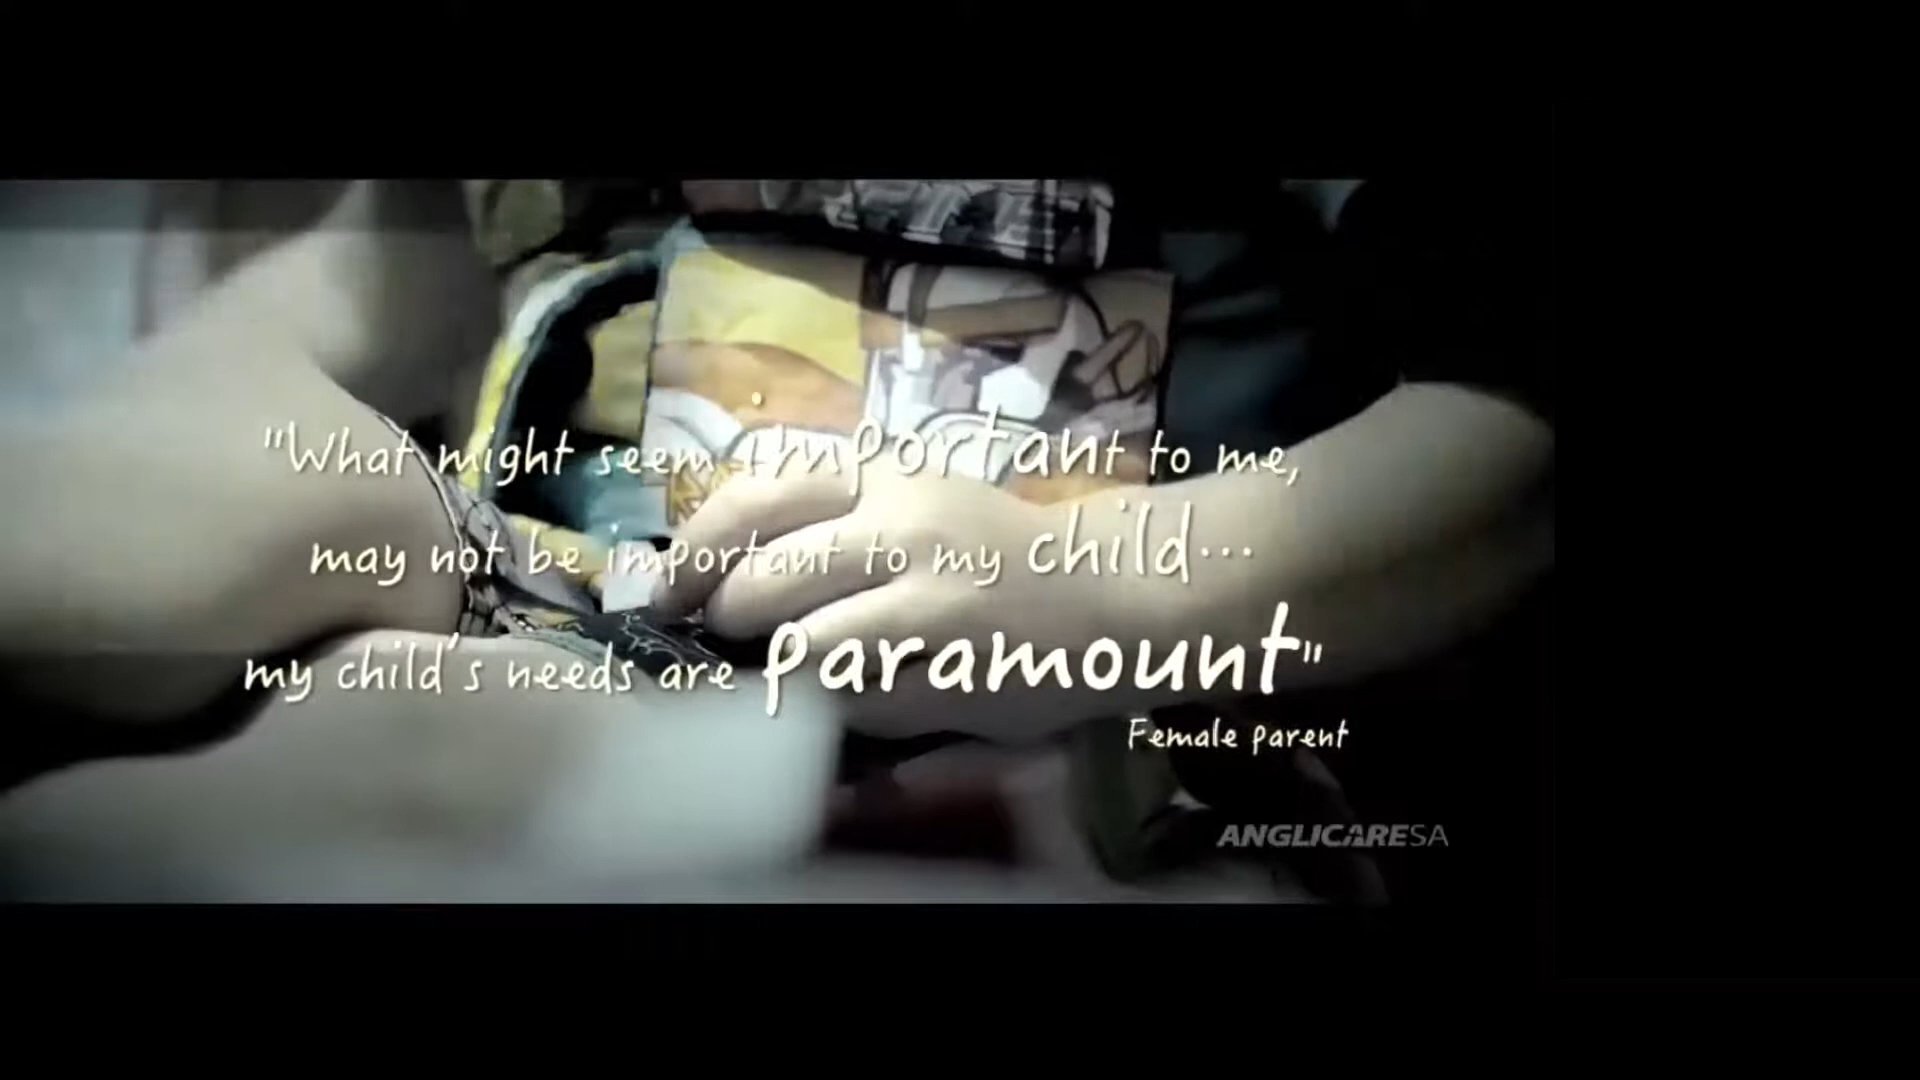 "What might seem important to me,
may not be important to my child...
my child's needs are paramount"
Female parent
ANGLICARESA